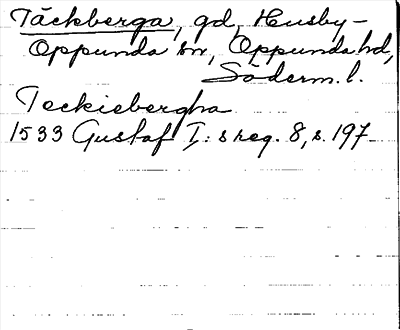 Täckberga, gd, Husby-
Oppunda sn, Oppunda hd,
Söderm. l.
Teckiebergha
1533 Gustaf I:s reg. 8, s. 197